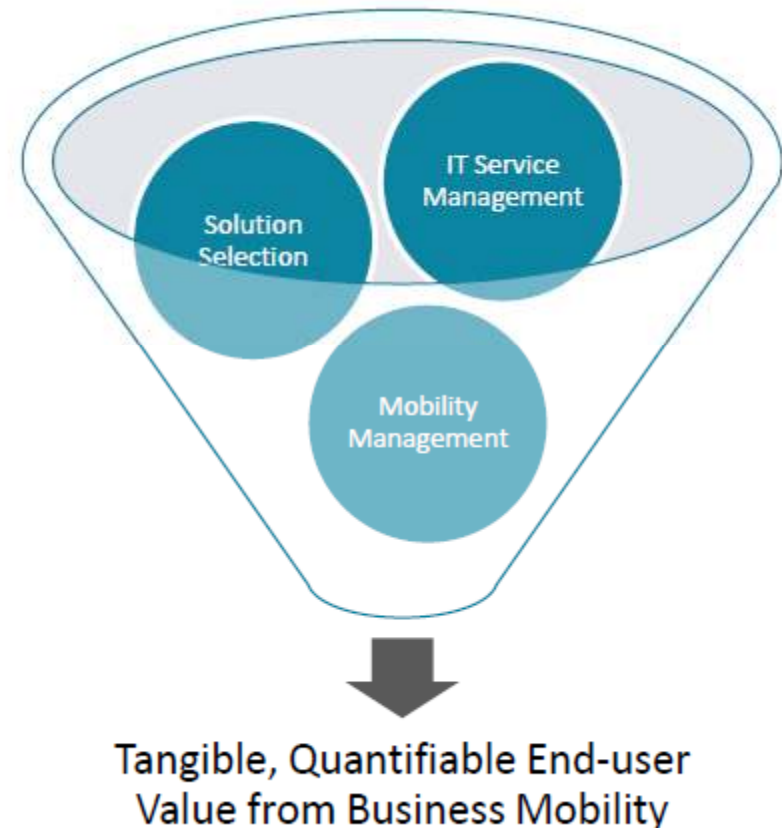 IT Service
Management
Solution
Selection
Mobility
Management
Tangible, Quantifiable End-user
Value from Business Mobility